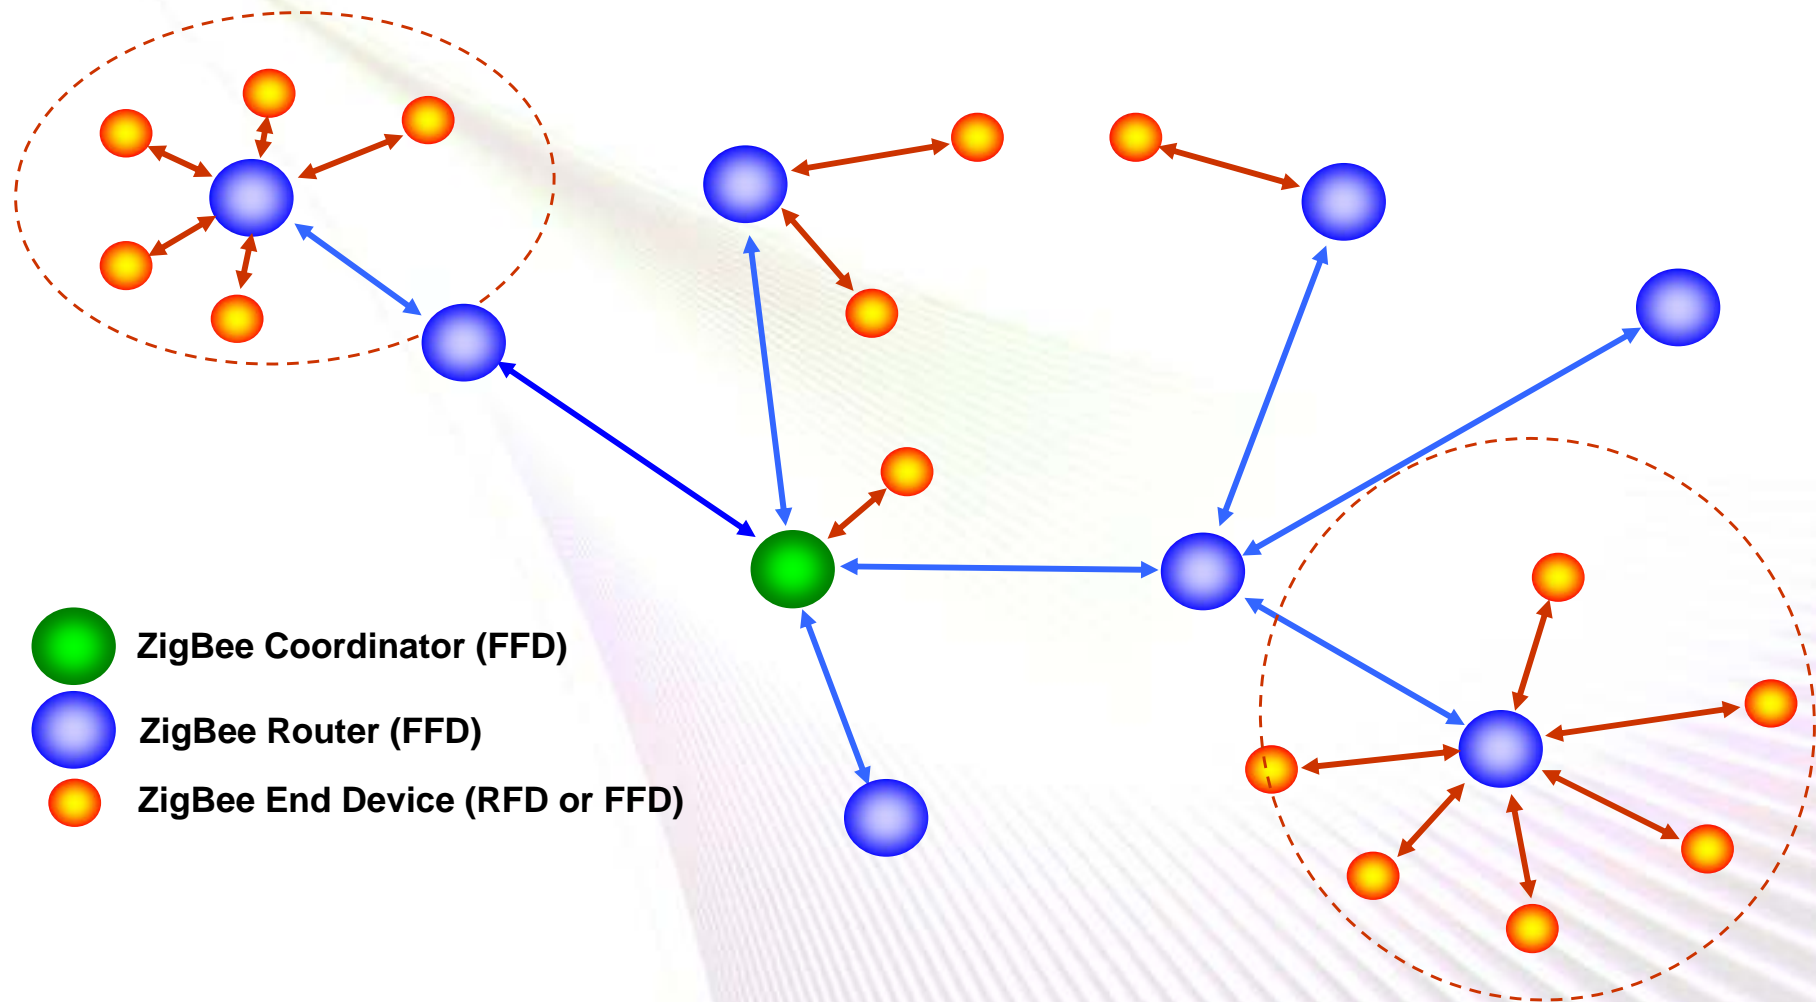 ZigBee Coordinator (FFD)
ZigBee Router (FFD)
ZigBee End Device (RFD or FFD)